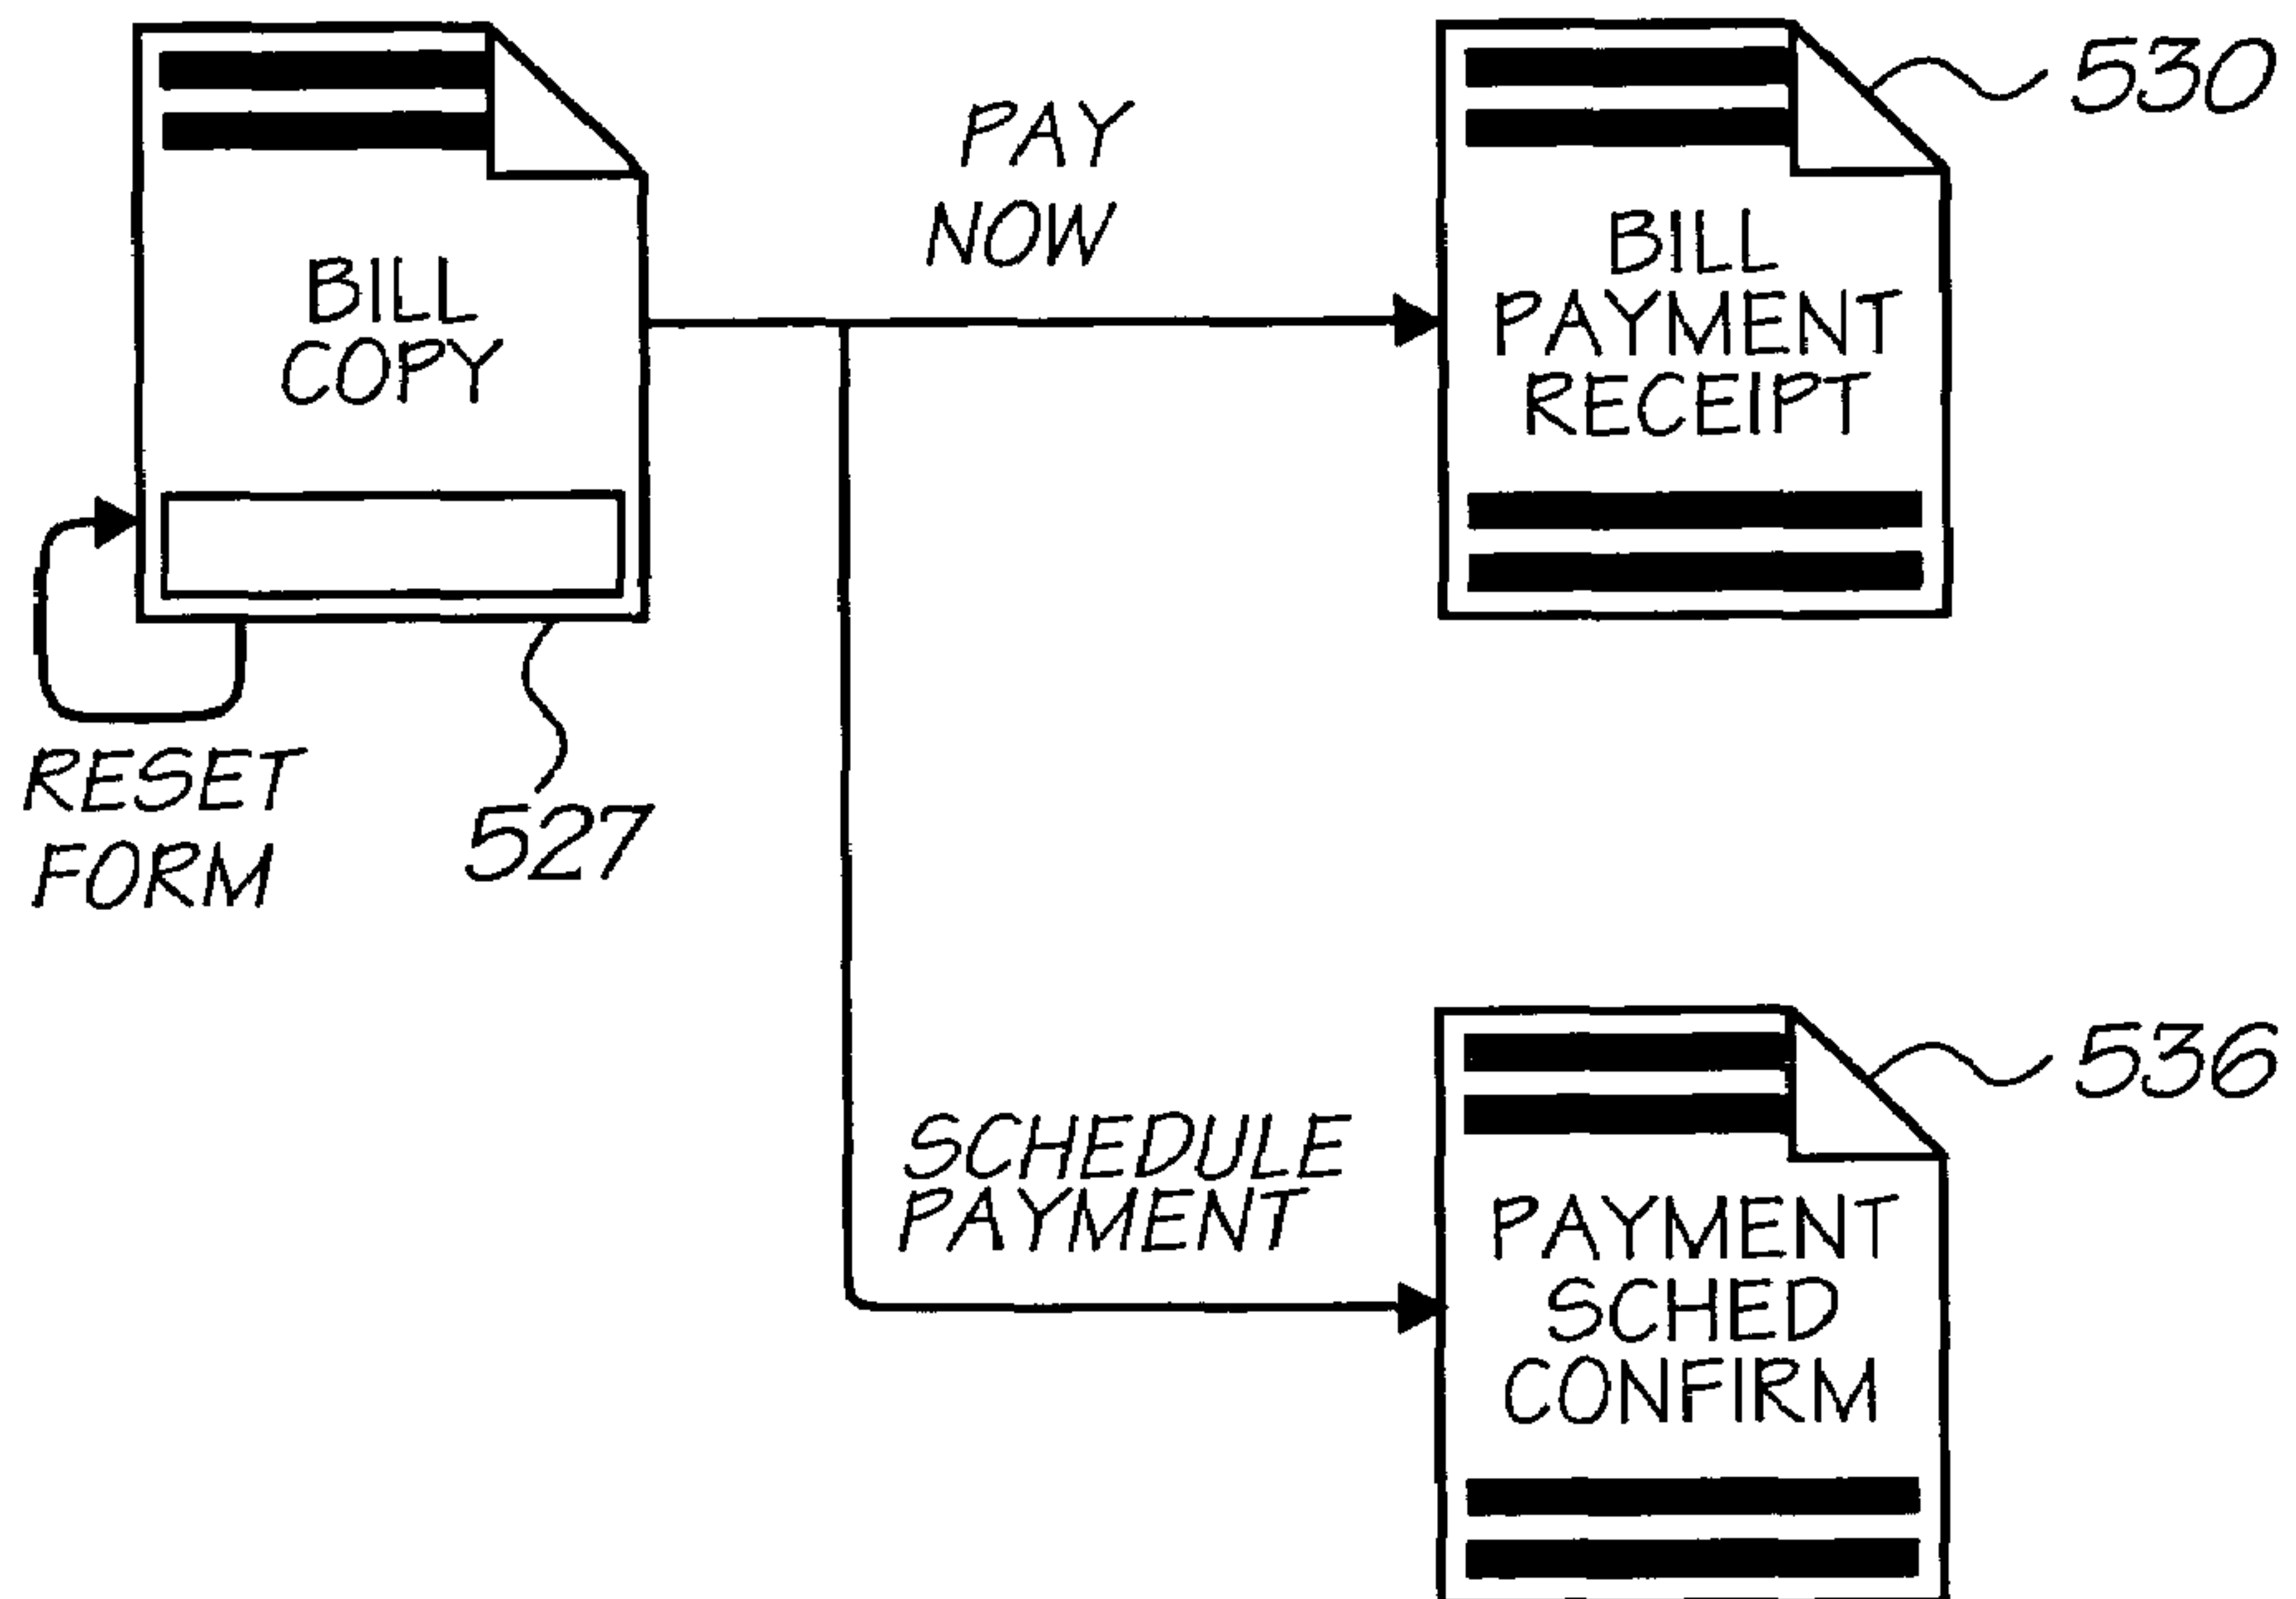 BILL
COPY
PAY
NOW
BILL
PAYMENT
RECEIPT
530
RESET
FORM
527
SCHEDULE
PAYMENT
PAYMENT
SCHED
CONFIRM
536